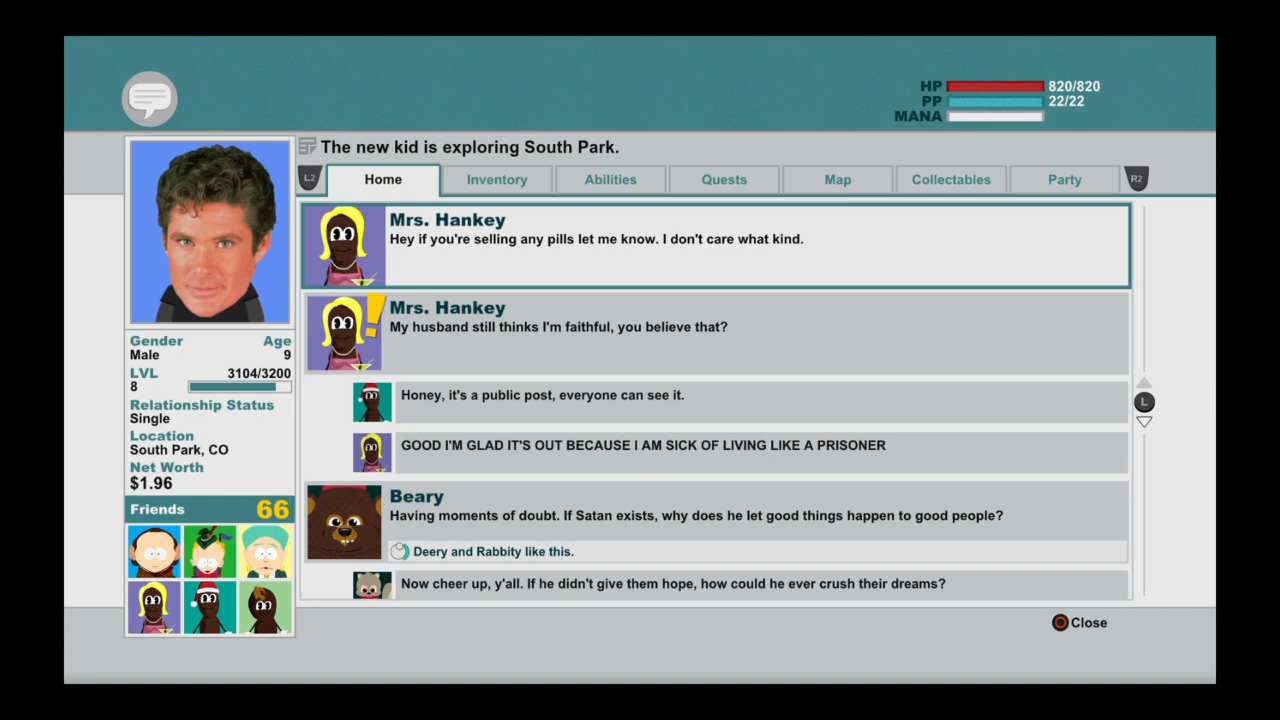 HP 820/820
PP 22/22
MANA
The new kid is exploring South Park.
L2 Home Inventory Abilities Quests Map Collectables Party R2
Gender Age
Male 9
LVL 3104/3200
8
Relationship Status
Single
Location
South Park, CO
Net Worth
$1.96
Friends 66
Mrs. Hankey
Hey if you're selling any pills let me know. I don't care what kind.
Mrs. Hankey
My husband still thinks I'm faithful, you believe that?
Honey, it's a public post, everyone can see it.
GOOD I'M GLAD IT'S OUT BECAUSE I AM SICK OF LIVING LIKE A PRISONER
Beary
Having moments of doubt. If Satan exists, why does he let good things happen to good people?
Deery and Rabbity like this.
Now cheer up, y'all. If he didn't give them hope, how could he ever crush their dreams?
L
Close